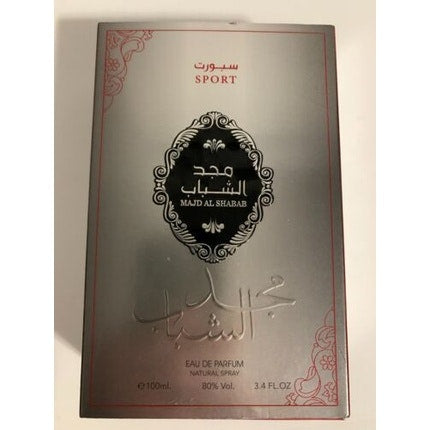 سبورت
SPORT
مجد
الشباب
MAJD AL SHABAB
مجد
الشباب
EAU DE PARFUM
NATURAL SPRAY
℮100ml. 80% Vol. 3.4 FL.OZ